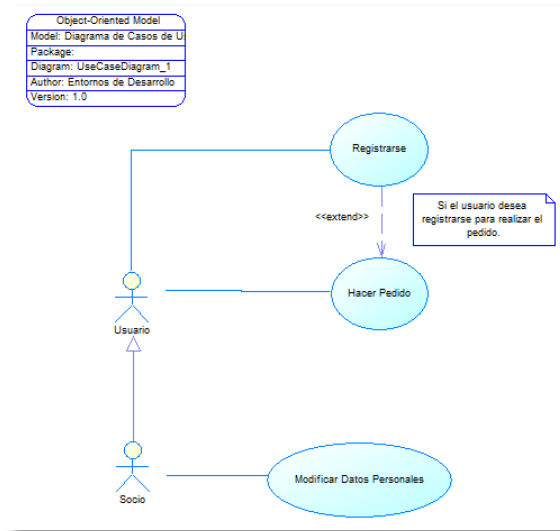 Object-Oriented Model
Model: Diagrama de Casos de
Package:
Diagram: UseCaseDiagram_1
Author: Entornos de Desarrollo
Version: 1.0
Registrarse
<<extend>>
Si el usuario desea
registrarse para realizar el
pedido.
Hacer Pedido
Usuario
Modificar Datos Personales
Socio